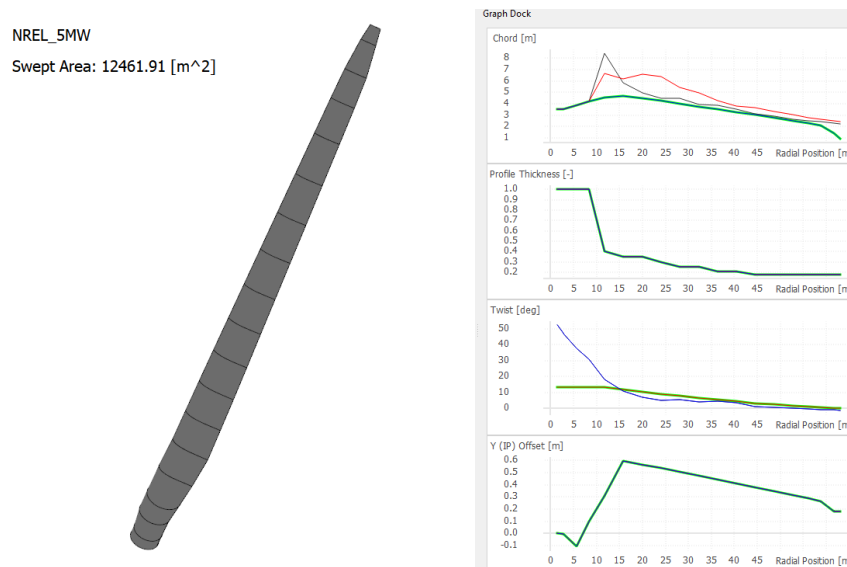 NREL_5MW
Swept Area: 12461.91 [m^2]
Graph Dock
Chord [m]
8
7
6
5
4
3
2
1
0 5 10 15 20 25 30 35 40 45 Radial Position [m
Profile Thickness [-]
1.0
0.9
0.8
0.7
0.6
0.5
0.4
0.3
0.2
0 5 10 15 20 25 30 35 40 45 Radial Position [m
Twist [deg]
50
40
30
20
10
0
0 5 10 15 20 25 30 35 40 45 Radial Position [m
Y (IP) Offset [m]
0.6
0.5
0.4
0.3
0.2
0.1
0.0
-0.1
0 5 10 15 20 25 30 35 40 45 Radial Position [m